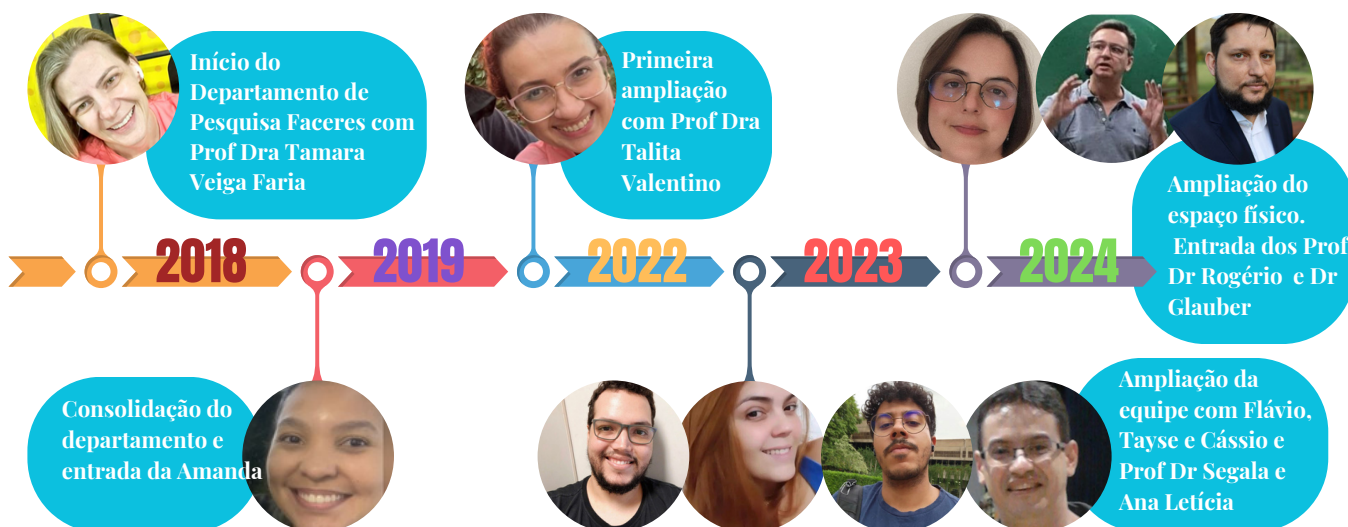 Início do
Departamento de
Pesquisa Faceres com
Prof Dra Tamara
Veiga Faria
Primeira
ampliação
com Prof Dra
Talita
Valentino
Ampliação do
espaço físico.
Entrada dos Prof
Dr Rogério e Dr
Glauber
2018
2019
2022
2023
2024
Consolidação do
departamento e
entrada da Amanda
Ampliação da
equipe com Flávio,
Tayse e Cássio e
Prof Dr Segala e
Ana Letícia